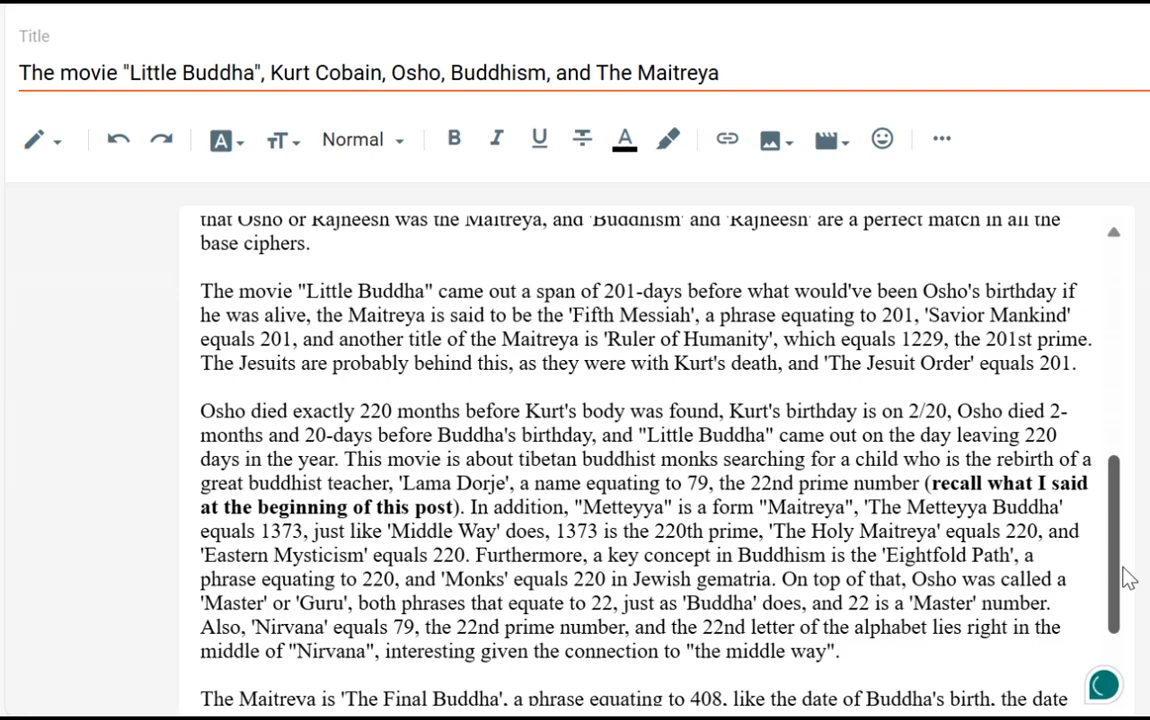 Title
The movie "Little Buddha", Kurt Cobain, Osho, Buddhism, and The Maitreya
A TT Normal B I U T A
that Osho or Rajneesh was the Maitreya, and 'Buddhism' and 'Rajneesh' are a perfect match in all the
base ciphers.
The movie "Little Buddha" came out a span of 201-days before what would've been Osho's birthday if
he was alive, the Maitreya is said to be the 'Fifth Messiah', a phrase equating to 201, 'Savior Mankind'
equals 201, and another title of the Maitreya is 'Ruler of Humanity', which equals 1229, the 201st prime.
The Jesuits are probably behind this, as they were with Kurt's death, and 'The Jesuit Order' equals 201.
Osho died exactly 220 months before Kurt's body was found, Kurt's birthday is on 2/20, Osho died 2-
months and 20-days before Buddha's birthday, and "Little Buddha" came out on the day leaving 220
days in the year. This movie is about tibetan buddhist monks searching for a child who is the rebirth of a
great buddhist teacher, 'Lama Dorje', a name equating to 79, the 22nd prime number (recall what I said
at the beginning of this post). In addition, "Metteyya" is a form "Maitreya", 'The Metteyya Buddha'
equals 1373, just like 'Middle Way' does, 1373 is the 220th prime, 'The Holy Maitreya' equals 220, and
'Eastern Mysticism' equals 220. Furthermore, a key concept in Buddhism is the 'Eightfold Path', a
phrase equating to 220, and 'Monks' equals 220 in Jewish gematria. On top of that, Osho was called a
'Master' or 'Guru', both phrases that equate to 22, just as 'Buddha' does, and 22 is a 'Master' number.
Also, 'Nirvana' equals 79, the 22nd prime number, and the 22nd letter of the alphabet lies right in the
middle of "Nirvana", interesting given the connection to "the middle way".
The Maitreya is 'The Final Buddha', a phrase equating to 408, like the date of Buddha's birth, the date